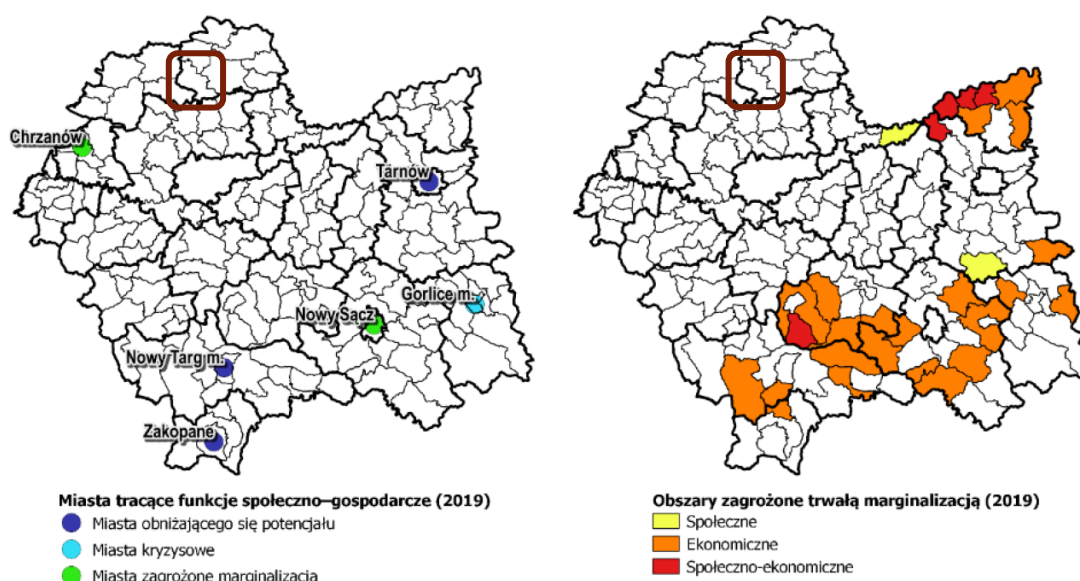 Chrzanów
Tarnów
Gorlice m.
Nowy Sącz
Nowy Targ m.
Zakopane
Miasta tracące funkcje społeczno–gospodarcze (2019)
Miasta obniżającego się potencjału
Miasta kryzysowe
Miasta zagrożone marginalizacją
Obszary zagrożone trwałą marginalizacją (2019)
Społeczne
Ekonomiczne
Społeczno-ekonomiczne